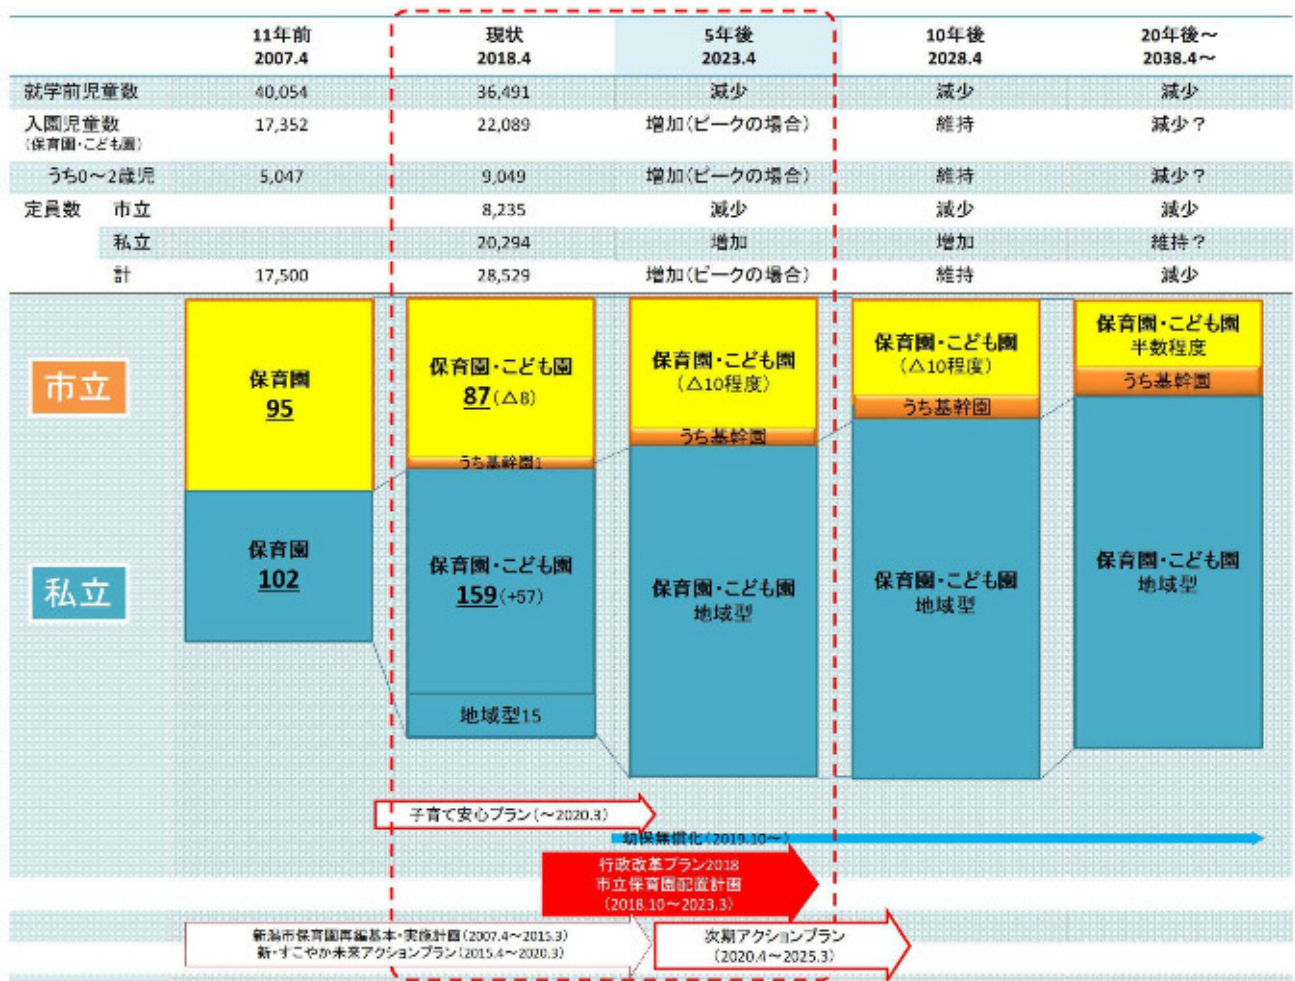 11年前 現状 5年後 10年後 20年後～
2007.4 2018.4 2023.4 2028.4 2038.4～
就学前児童数 40,054 36,491 減少 減少 減少
入園児童数 17,352 22,089 増加(ピークの場合) 維持 減少？
(保育園・こども園)
うち0～2歳児 5,047 9,049 増加(ピークの場合) 維持 減少？
定員数 市立 8,235 減少 減少 減少
私立 20,294 増加 増加 維持？
計 17,500 28,529 増加(ピークの場合) 維持 減少
市立
保育園
95
保育園・こども園
87(△8)
うち基幹園1
保育園・こども園
(△10程度)
うち基幹園
保育園・こども園
(△10程度)
うち基幹園
保育園・こども園
半数程度
うち基幹園
私立
保育園
102
保育園・こども園
159(+57)
地域型15
保育園・こども園
地域型
保育園・こども園
地域型
保育園・こども園
地域型
子育て安心プラン(～2020.3)
幼保無償化(2019.10～)
行政改革プラン2018
市立保育園配置計画
(2018.10～2023.3)
新潟市保育園再編基本・実施計画(2007.4～2015.3)
新・すこやか未来アクションプラン(2015.4～2020.3)
次期アクションプラン
(2020.4～2025.3)